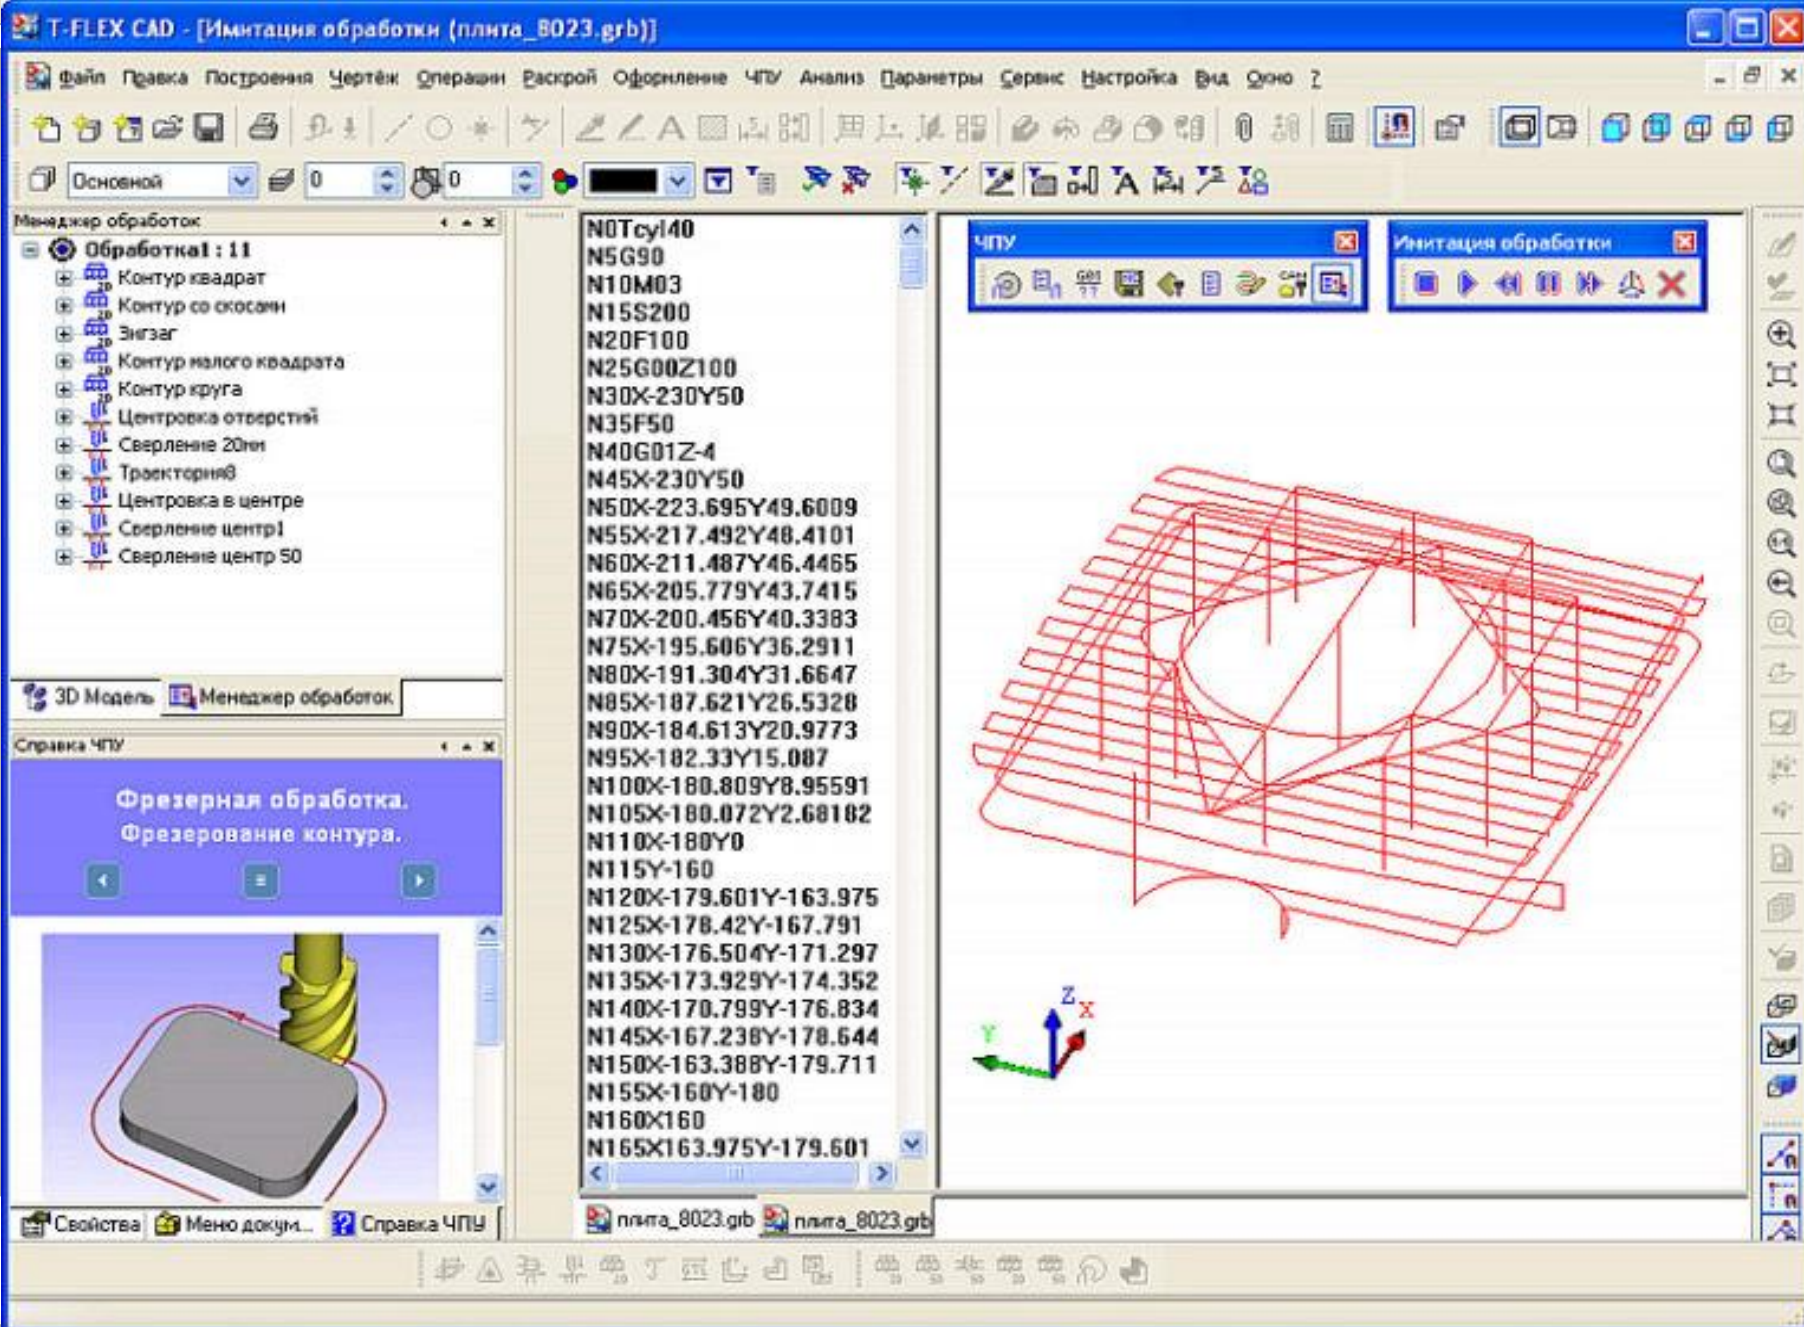 T-FLEX CAD - [Имитация обработки (плита_8023.grb)]
Файл Правка Построения Чертёж Операции Раскрой Оформление ЧПУ Анализ Параметры Сервис Настройка Вид Окно ?
Основной 0 0
Менеджер обработок
Обработка1 : 11
Контур квадрат
Контур со скосами
Зигзаг
Контур малого квадрата
Контур круга
Центровка отверстий
Сверление 20мм
Траектория8
Центровка в центре
Сверление центр1
Сверление центр 50
3D Модель Менеджер обработок
Справка ЧПУ
Фрезерная обработка.
Фрезерование контура.
Свойства Меню докум... Справка ЧПУ
N0Tcyl40
N5G90
N10M03
N15S200
N20F100
N25G00Z100
N30X-230Y50
N35F50
N40G01Z-4
N45X-230Y50
N50X-223.695Y49.6009
N55X-217.492Y48.4101
N60X-211.487Y46.4465
N65X-205.779Y43.7415
N70X-200.456Y40.3383
N75X-195.606Y36.2911
N80X-191.304Y31.6647
N85X-187.621Y26.5328
N90X-184.613Y20.9773
N95X-182.33Y15.087
N100X-180.809Y8.95591
N105X-180.072Y2.68182
N110X-180Y0
N115Y-160
N120X-179.601Y-163.975
N125X-178.42Y-167.791
N130X-176.504Y-171.297
N135X-173.929Y-174.352
N140X-170.799Y-176.834
N145X-167.238Y-178.644
N150X-163.388Y-179.711
N155X-160Y-180
N160X160
N165X163.975Y-179.601
плита_8023.grb плита_8023.grb
ЧПУ
Имитация обработки
Z
X
Y